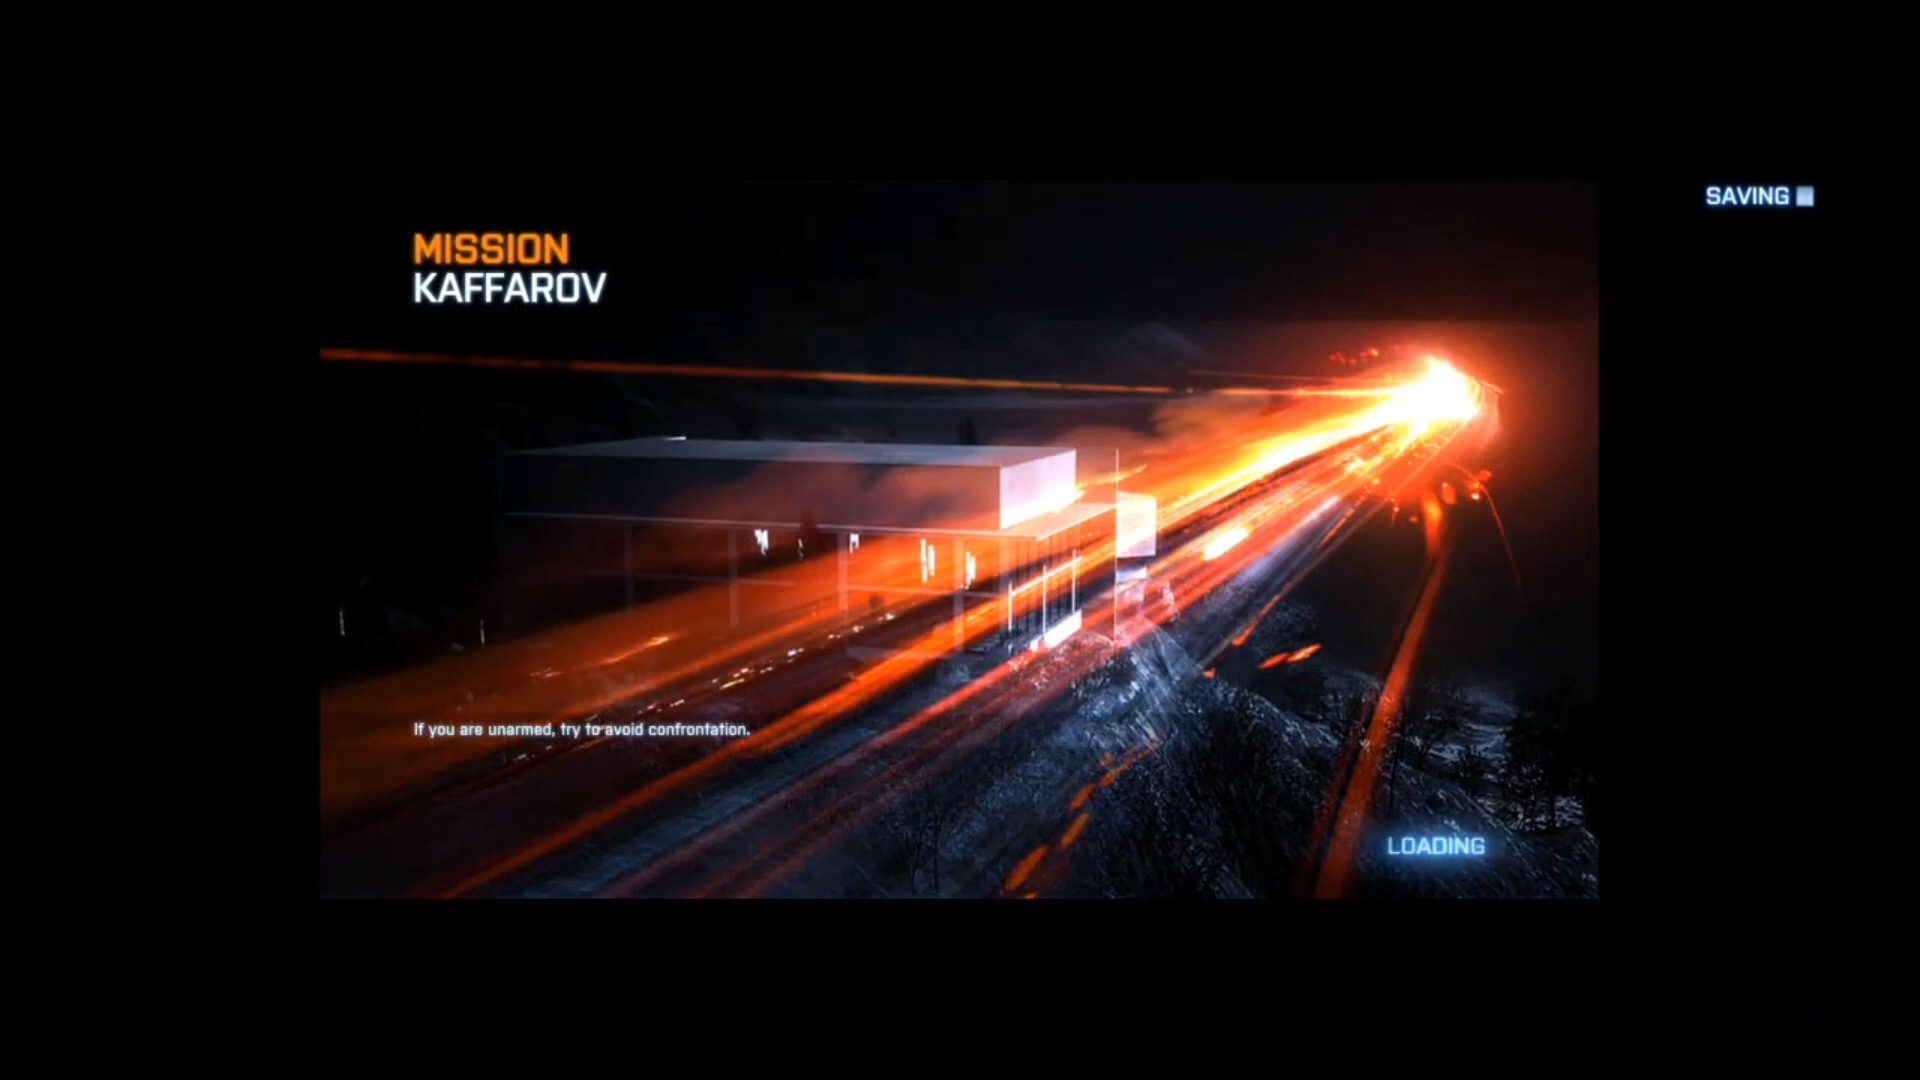 SAVING
MISSION
KAFFAROV
If you are unarmed, try to avoid confrontation.
LOADING